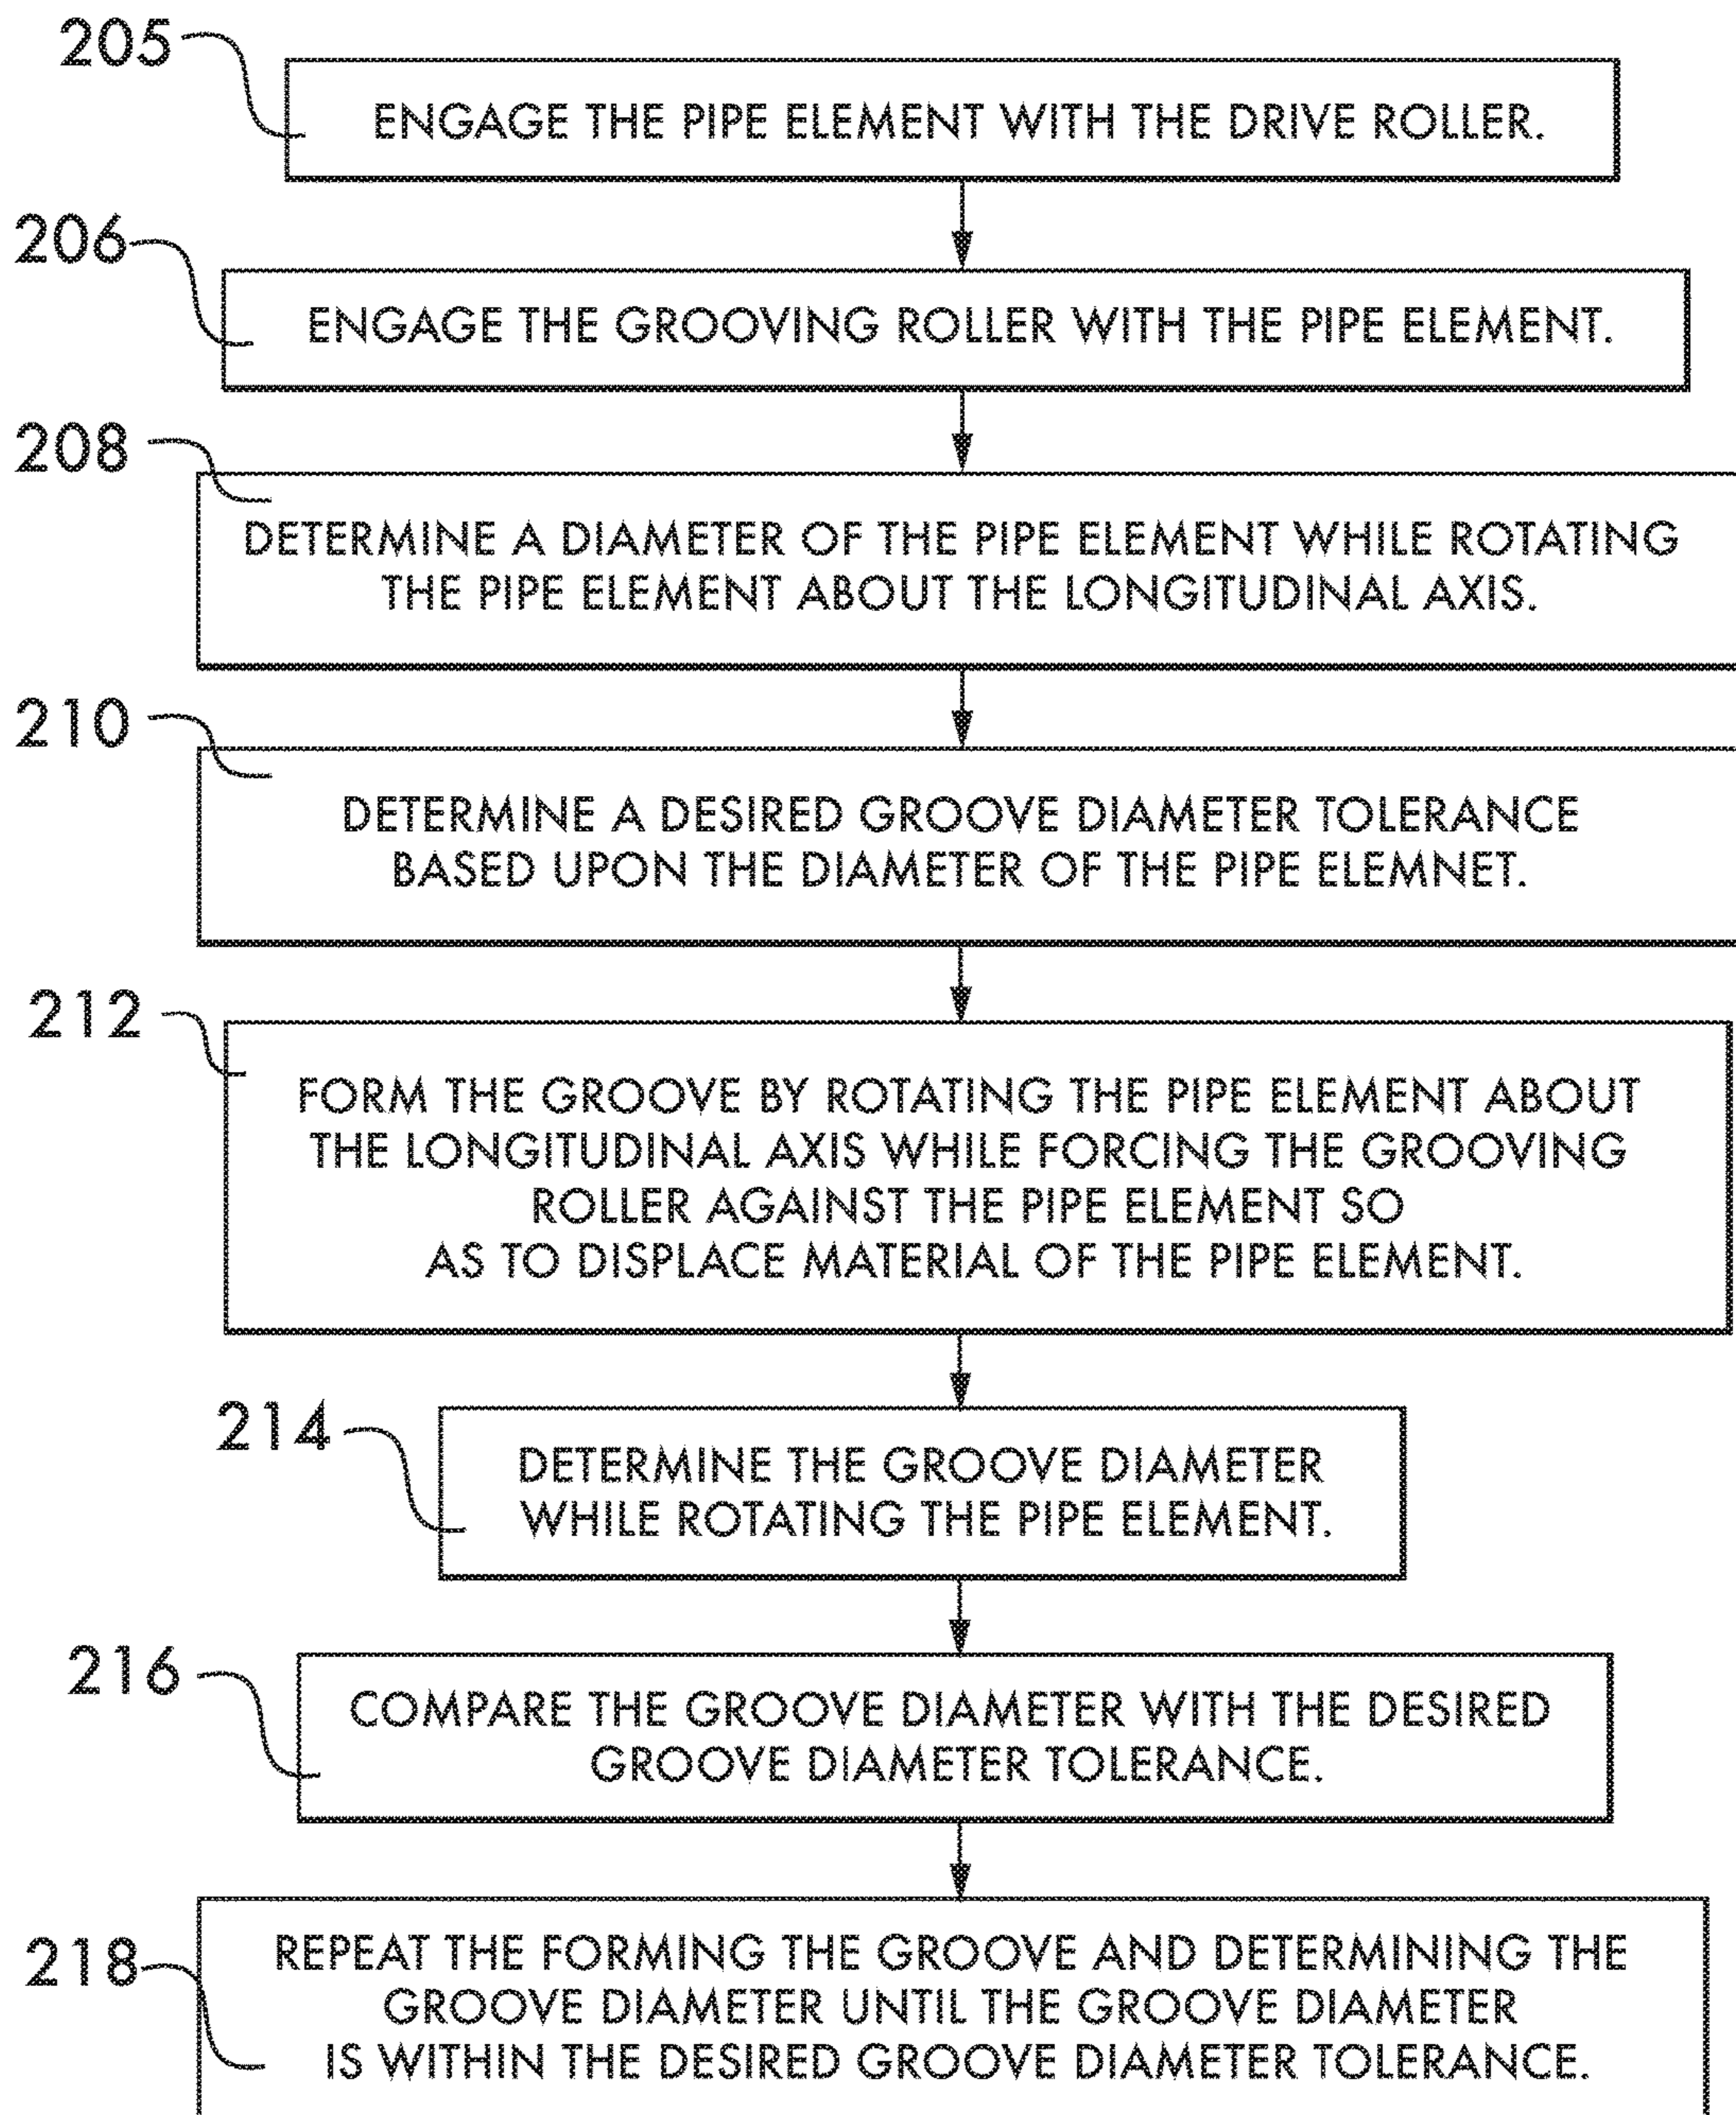 205
ENGAGE THE PIPE ELEMENT WITH THE DRIVE ROLLER.
206
ENGAGE THE GROOVING ROLLER WITH THE PIPE ELEMENT.
208
DETERMINE A DIAMETER OF THE PIPE ELEMENT WHILE ROTATING
THE PIPE ELEMENT ABOUT THE LONGITUDINAL AXIS.
210
DETERMINE A DESIRED GROOVE DIAMETER TOLERANCE
BASED UPON THE DIAMETER OF THE PIPE ELEMNET.
212
FORM THE GROOVE BY ROTATING THE PIPE ELEMENT ABOUT
THE LONGITUDINAL AXIS WHILE FORCING THE GROOVING
ROLLER AGAINST THE PIPE ELEMENT SO
AS TO DISPLACE MATERIAL OF THE PIPE ELEMENT.
214
DETERMINE THE GROOVE DIAMETER
WHILE ROTATING THE PIPE ELEMENT.
216
COMPARE THE GROOVE DIAMETER WITH THE DESIRED
GROOVE DIAMETER TOLERANCE.
218
REPEAT THE FORMING THE GROOVE AND DETERMINING THE
GROOVE DIAMETER UNTIL THE GROOVE DIAMETER
IS WITHIN THE DESIRED GROOVE DIAMETER TOLERANCE.